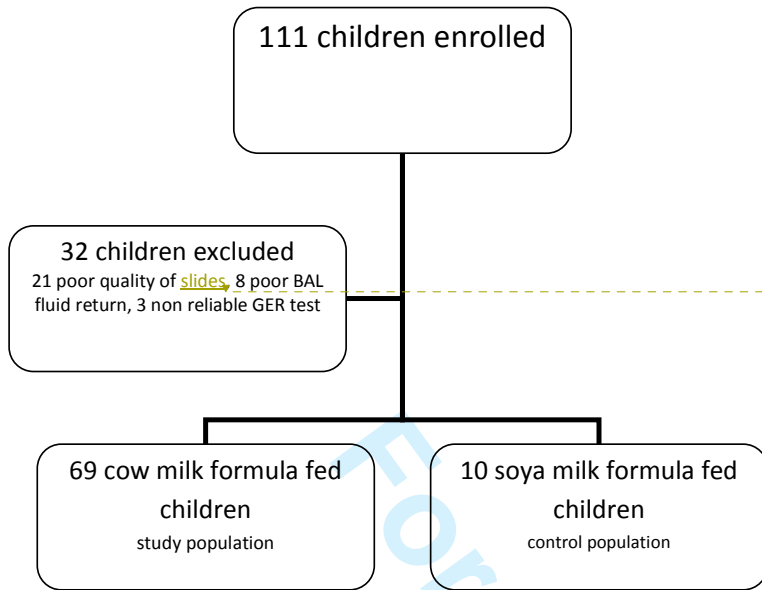 111 children enrolled
32 children excluded
21 poor quality of slides, 8 poor BAL
fluid return, 3 non reliable GER test
69 cow milk formula fed
children
study population
10 soya milk formula fed
children
control population
For